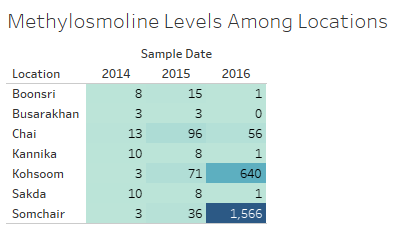 Methylosmoline Levels Among Locations
Sample Date
Location 2014 2015 2016
Boonsri 8 15 1
Busarakhan 3 3 0
Chai 13 96 56
Kannika 10 8 1
Kohsoom 3 71 640
Sakda 10 8 1
Somchair 3 36 1,566